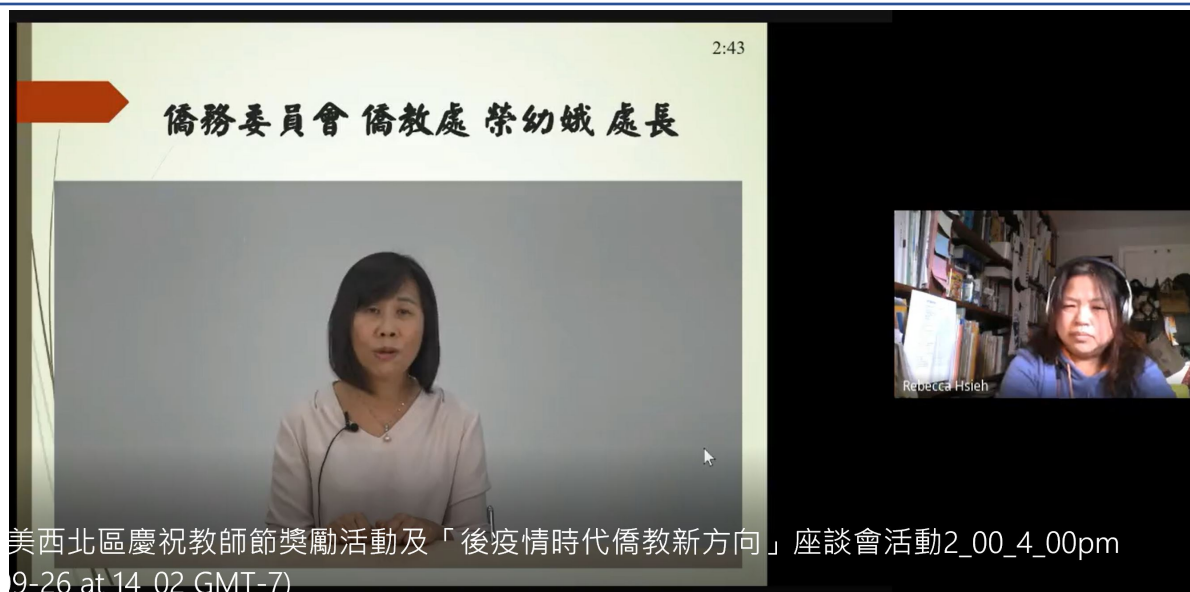 2:43
僑務委員會 僑教處 榮幼娥 處長
Rebecca Hsieh
美西北區慶祝教師節獎勵活動及「後疫情時代僑教新方向」座談會活動2_00_4_00pm
09-26 at 14_02 GMT-7)